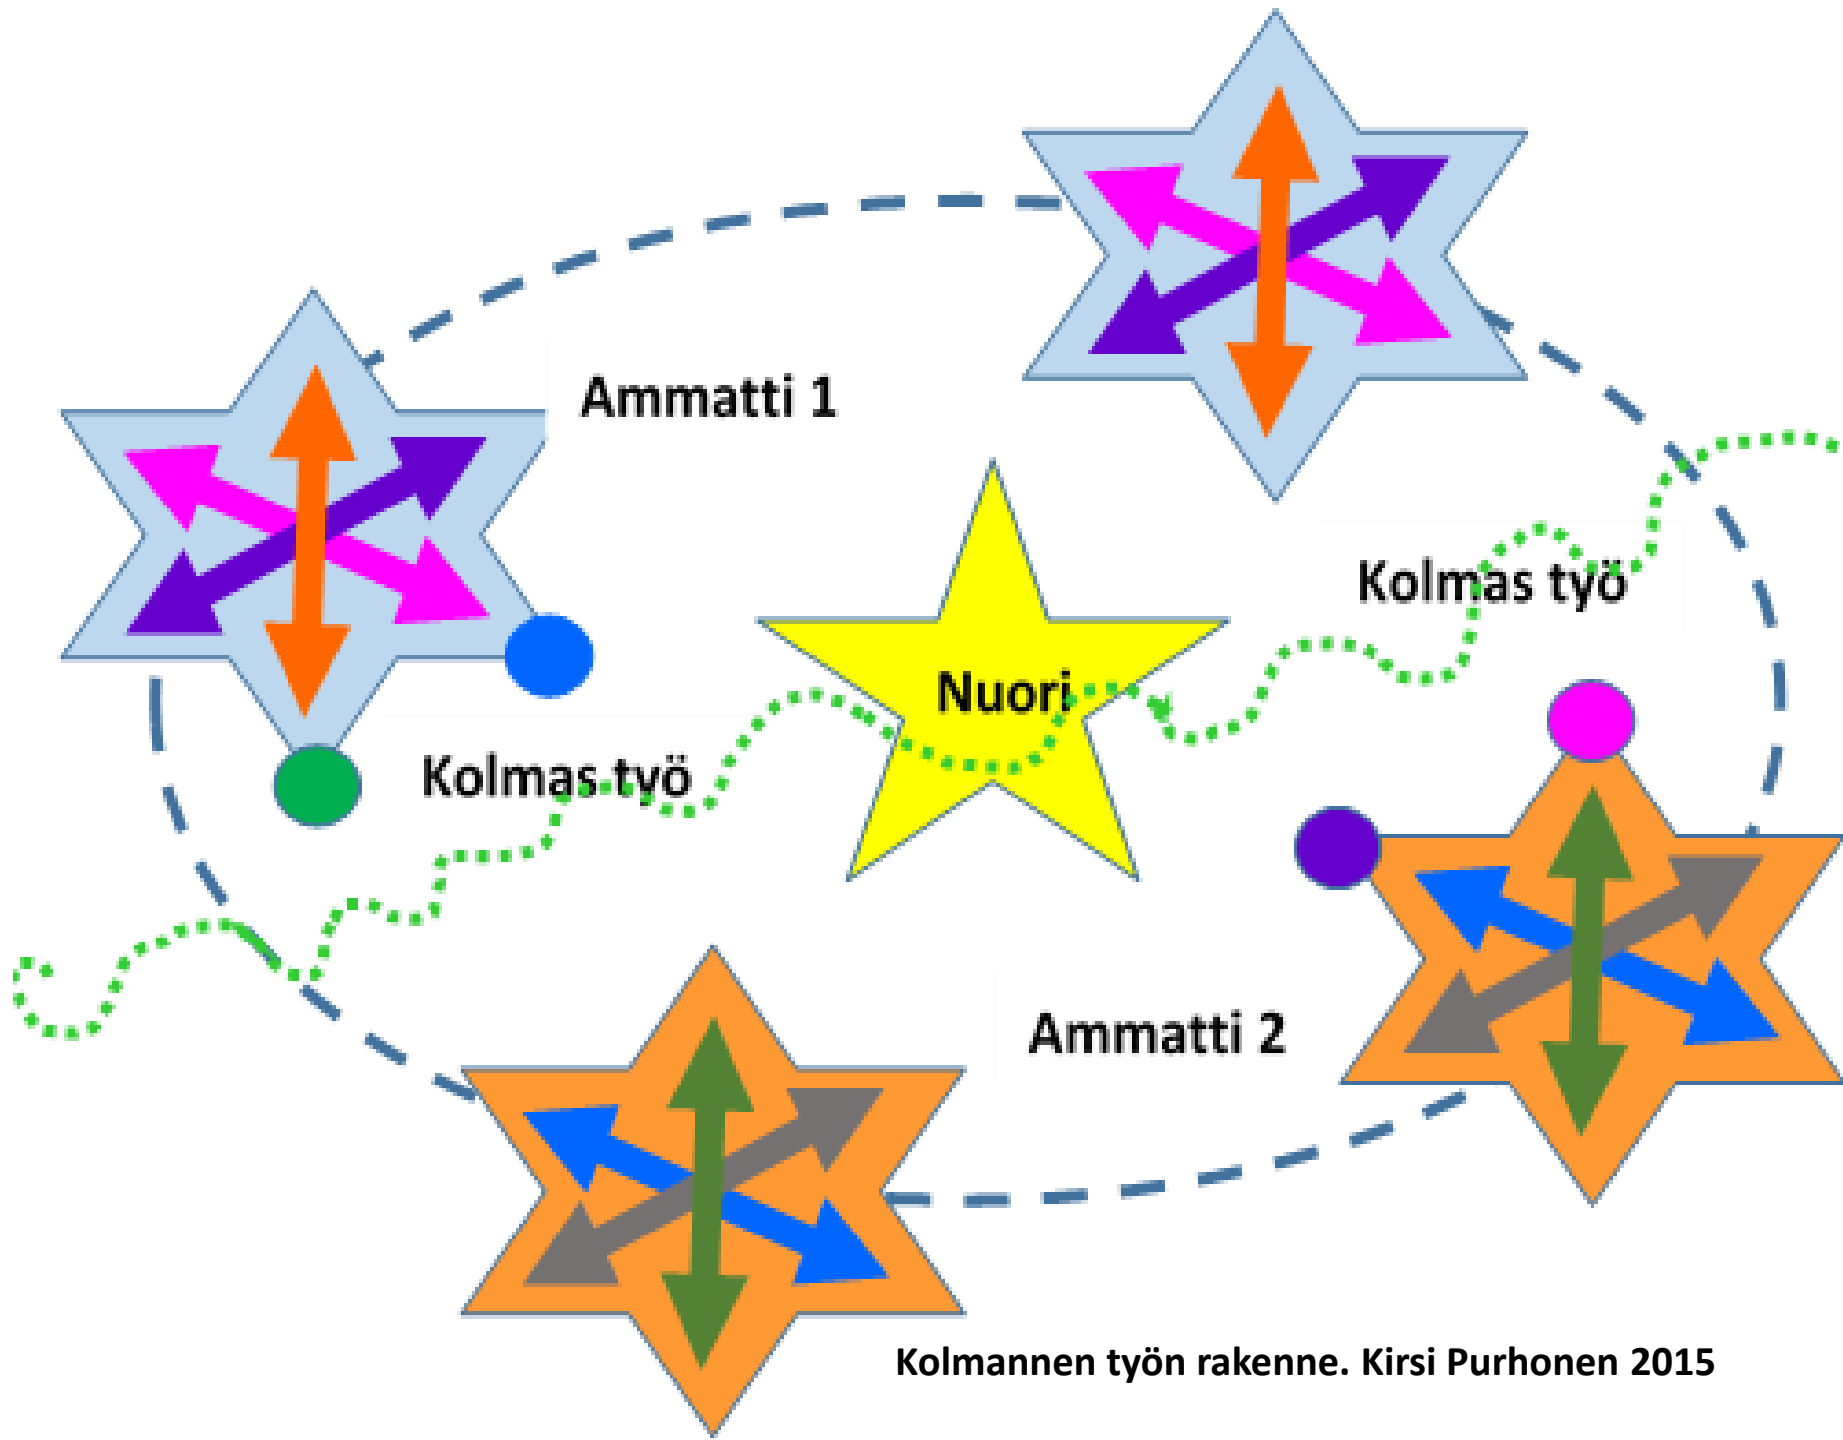 Ammatti 1
Kolmas työ
Nuori
Kolmas työ
Ammatti 2
Kolmannen työn rakenne. Kirsi Purhonen 2015